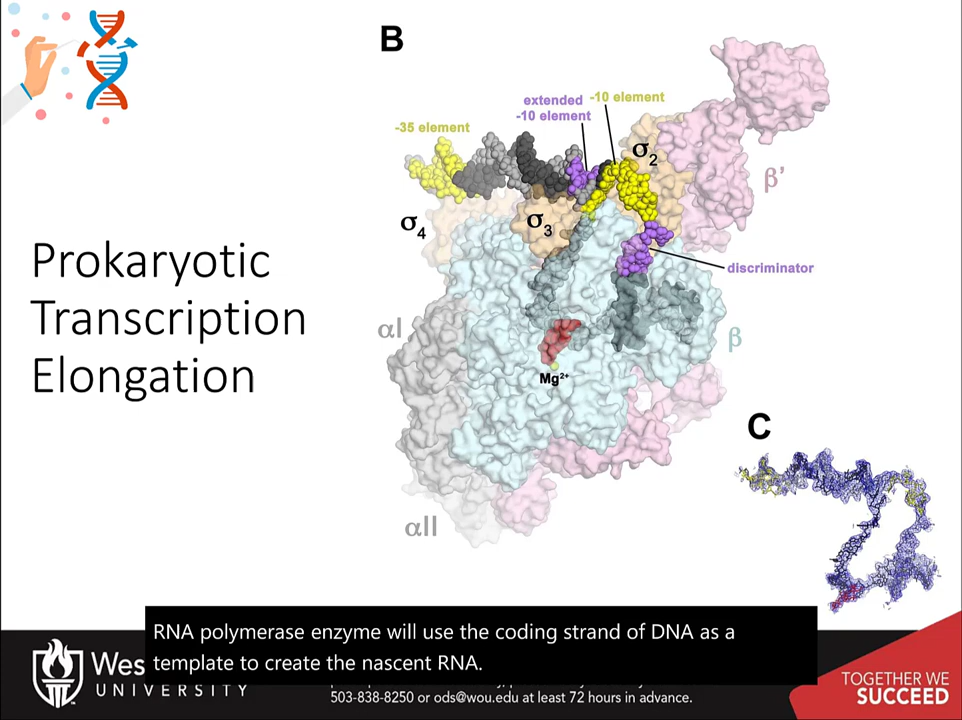 B
extended -10 element
-10 element
-35 element
σ2
β'
σ4
σ3
Prokaryotic
Transcription
Elongation
discriminator
αI
β
Mg2+
C
αII
RNA polymerase enzyme will use the coding strand of DNA as a
template to create the nascent RNA.
Wes
UNIVERSITY
503-838-8250 or ods@wou.edu at least 72 hours in advance.
TOGETHER WE
SUCCEED